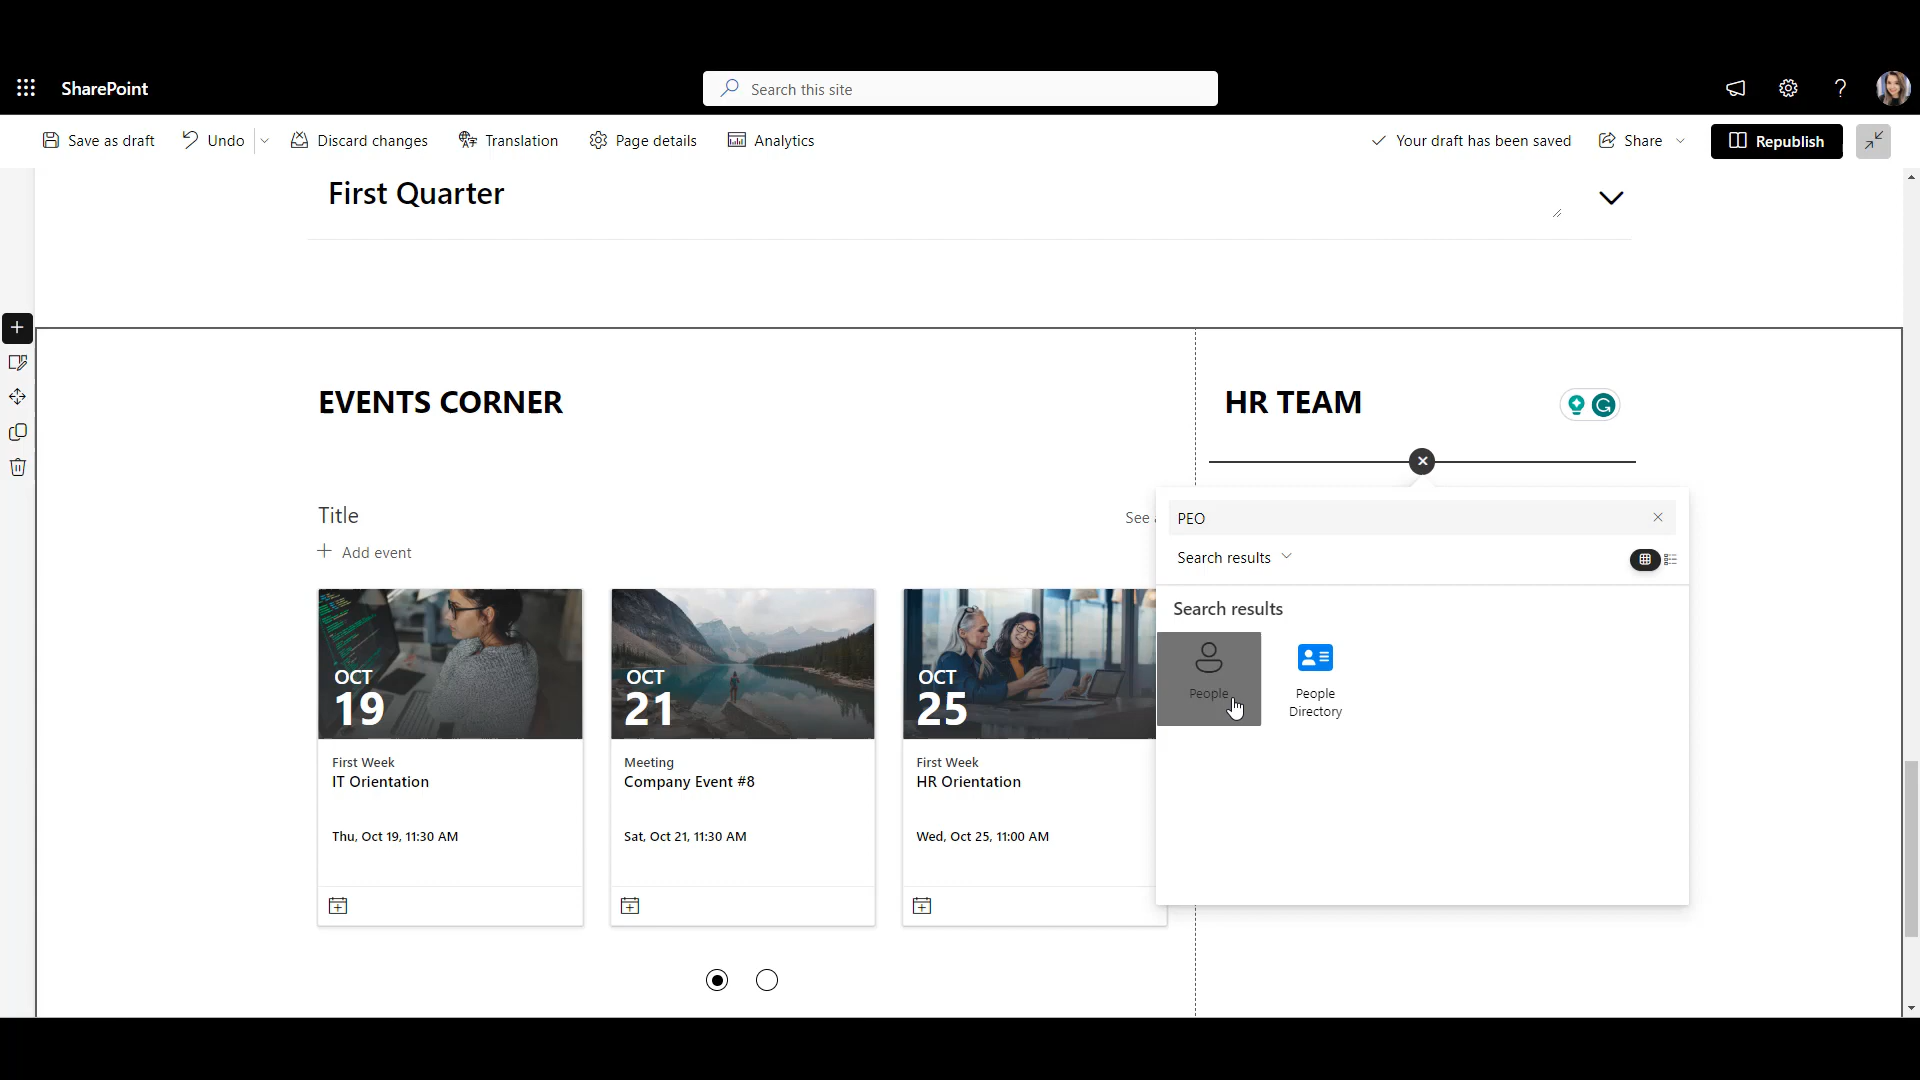 SharePoint
Search this site
Save as draft
Undo
Discard changes
Translation
Page details
Analytics
Your draft has been saved
Share
Republish
First Quarter
EVENTS CORNER
HR TEAM
Title
See
Add event
PEO
Search results
Search results
People
People
Directory
OCT
19
First Week
IT Orientation
Thu, Oct 19, 11:30 AM
OCT
21
Meeting
Company Event #8
Sat, Oct 21, 11:30 AM
OCT
25
First Week
HR Orientation
Wed, Oct 25, 11:00 AM